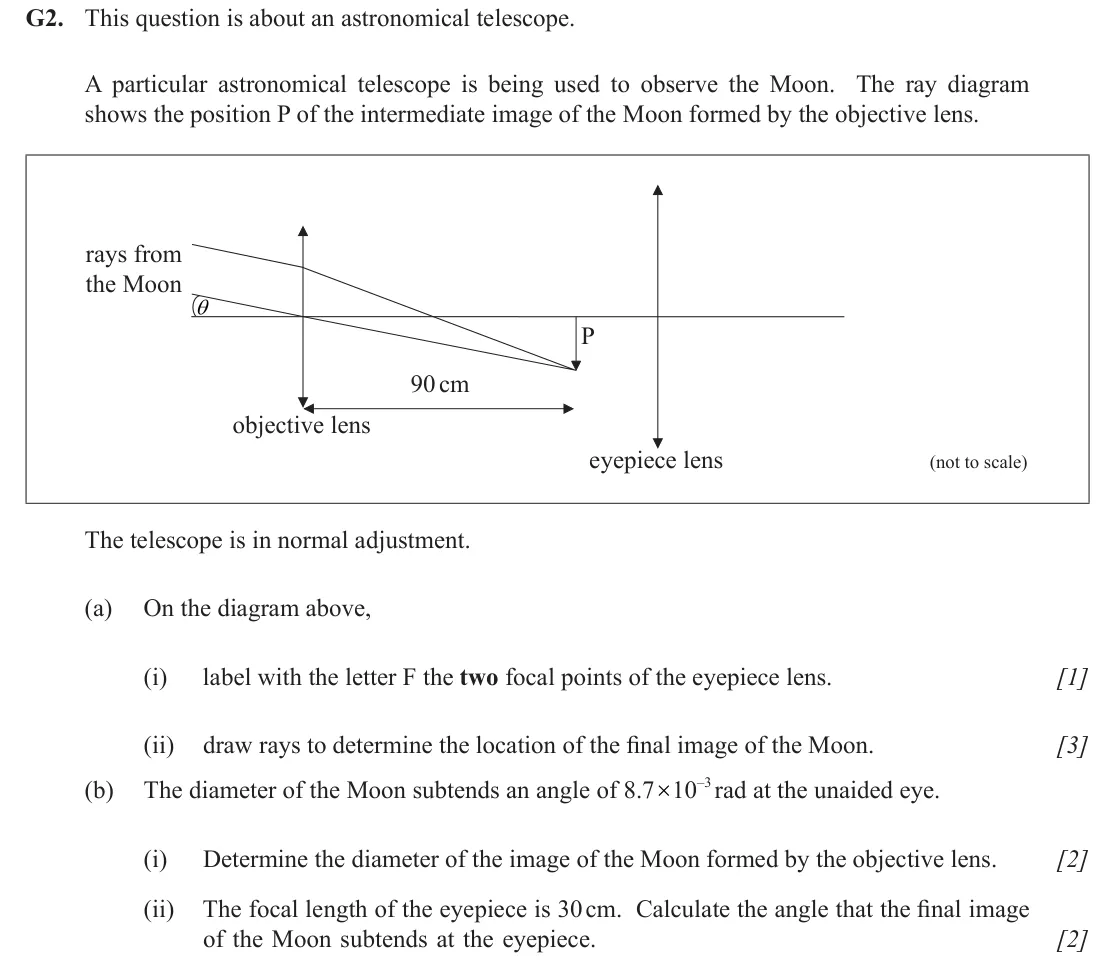 G2. This question is about an astronomical telescope.
A particular astronomical telescope is being used to observe the Moon. The ray diagram
shows the position P of the intermediate image of the Moon formed by the objective lens.
rays from
the Moon
θ
P
90 cm
objective lens
eyepiece lens
(not to scale)
The telescope is in normal adjustment.
(a) On the diagram above,
(i) label with the letter F the two focal points of the eyepiece lens. [1]
(ii) draw rays to determine the location of the final image of the Moon. [3]
(b) The diameter of the Moon subtends an angle of 8.7×10⁻³ rad at the unaided eye.
(i) Determine the diameter of the image of the Moon formed by the objective lens. [2]
(ii) The focal length of the eyepiece is 30 cm. Calculate the angle that the final image
of the Moon subtends at the eyepiece. [2]